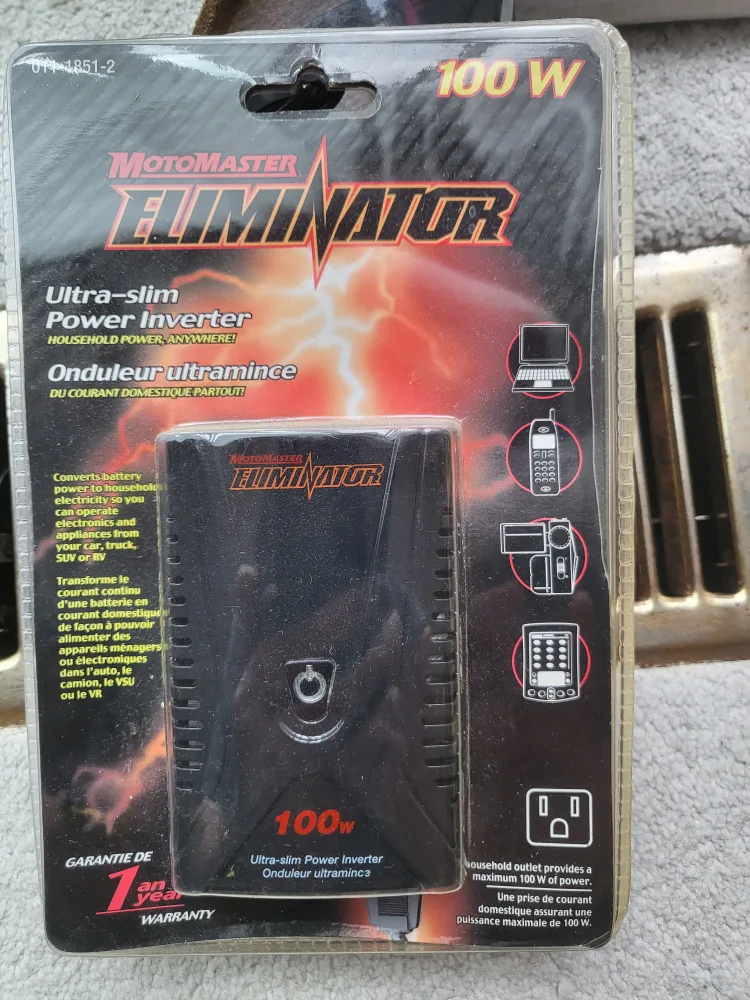 011-1851-2
100 W
MOTOMASTER
ELIMINATOR
Ultra-slim
Power Inverter
HOUSEHOLD POWER, ANYWHERE!
Onduleur ultramince
DU COURANT DOMESTIQUE PARTOUT!
Converts battery
power to household
electricity so you
can operate
electronics and
appliances from
your car, truck,
SUV or RV
Transforme le
courant continu
d'une batterie en
courant domestique
de façon à pouvoir
alimenter des
appareils ménagers
ou électroniques
dans l'auto, le
camion, le VSU
ou le VR
MOTOMASTER
ELIMINATOR
100W
Ultra-slim Power Inverter
Onduleur ultramince
GARANTIE DE
1 an
year
WARRANTY
ousehold outlet provides a
maximum 100 W of power.
Une prise de courant
domestique assurant une
puissance maximale de 100 W.